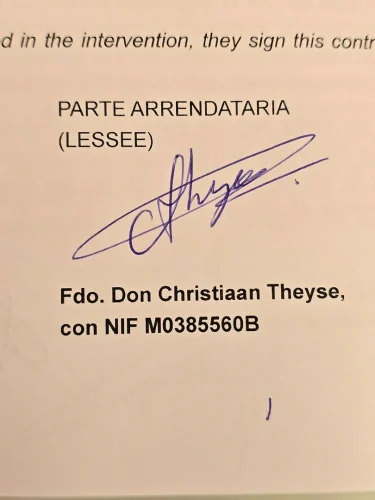 d in the intervention, they sign this contr
PARTE ARRENDATARIA
(LESSEE)
Fdo. Don Christiaan Theyse,
con NIF M0385560B